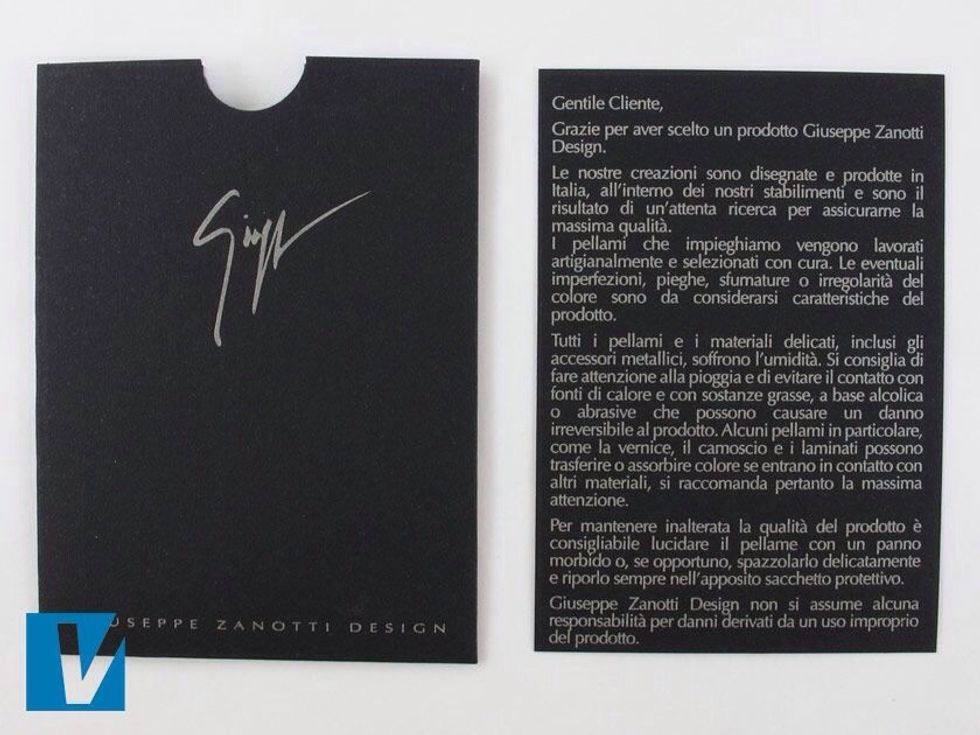 USEPPE ZANOTTI DESIGN
V
Gentile Cliente,
Grazie per aver scelto un prodotto Giuseppe Zanotti
Design.
Le nostre creazioni sono disegnate e prodotte in
Italia, all'interno dei nostri stabilimenti e sono il
risultato di un'attenta ricerca per assicurarne la
massima qualità.
I pellami che impieghiamo vengono lavorati
artigianalmente e selezionati con cura. Le eventuali
imperfezioni, pieghe, sfumature o irregolarità del
colore sono da considerarsi caratteristiche del
prodotto.
Tutti i pellami e i materiali delicati, inclusi gli
accessori metallici, soffrono l'umidità. Si consiglia di
fare attenzione alla pioggia e di evitare il contatto con
fonti di calore e con sostanze grasse, a base alcolica
o abrasive che possono causare un danno
irreversibile al prodotto. Alcuni pellami in particolare,
come la vernice, il camoscio e i laminati possono
trasferire o assorbire colore se entrano in contatto con
altri materiali, si raccomanda pertanto la massima
attenzione.
Per mantenere inalterata la qualità del prodotto è
consigliabile lucidare il pellame con un panno
morbido o, se opportuno, spazzolarlo delicatamente
e riporlo sempre nell'apposito sacchetto protettivo.
Giuseppe Zanotti Design non si assume alcuna
responsabilità per danni derivati da un uso improprio
del prodotto.